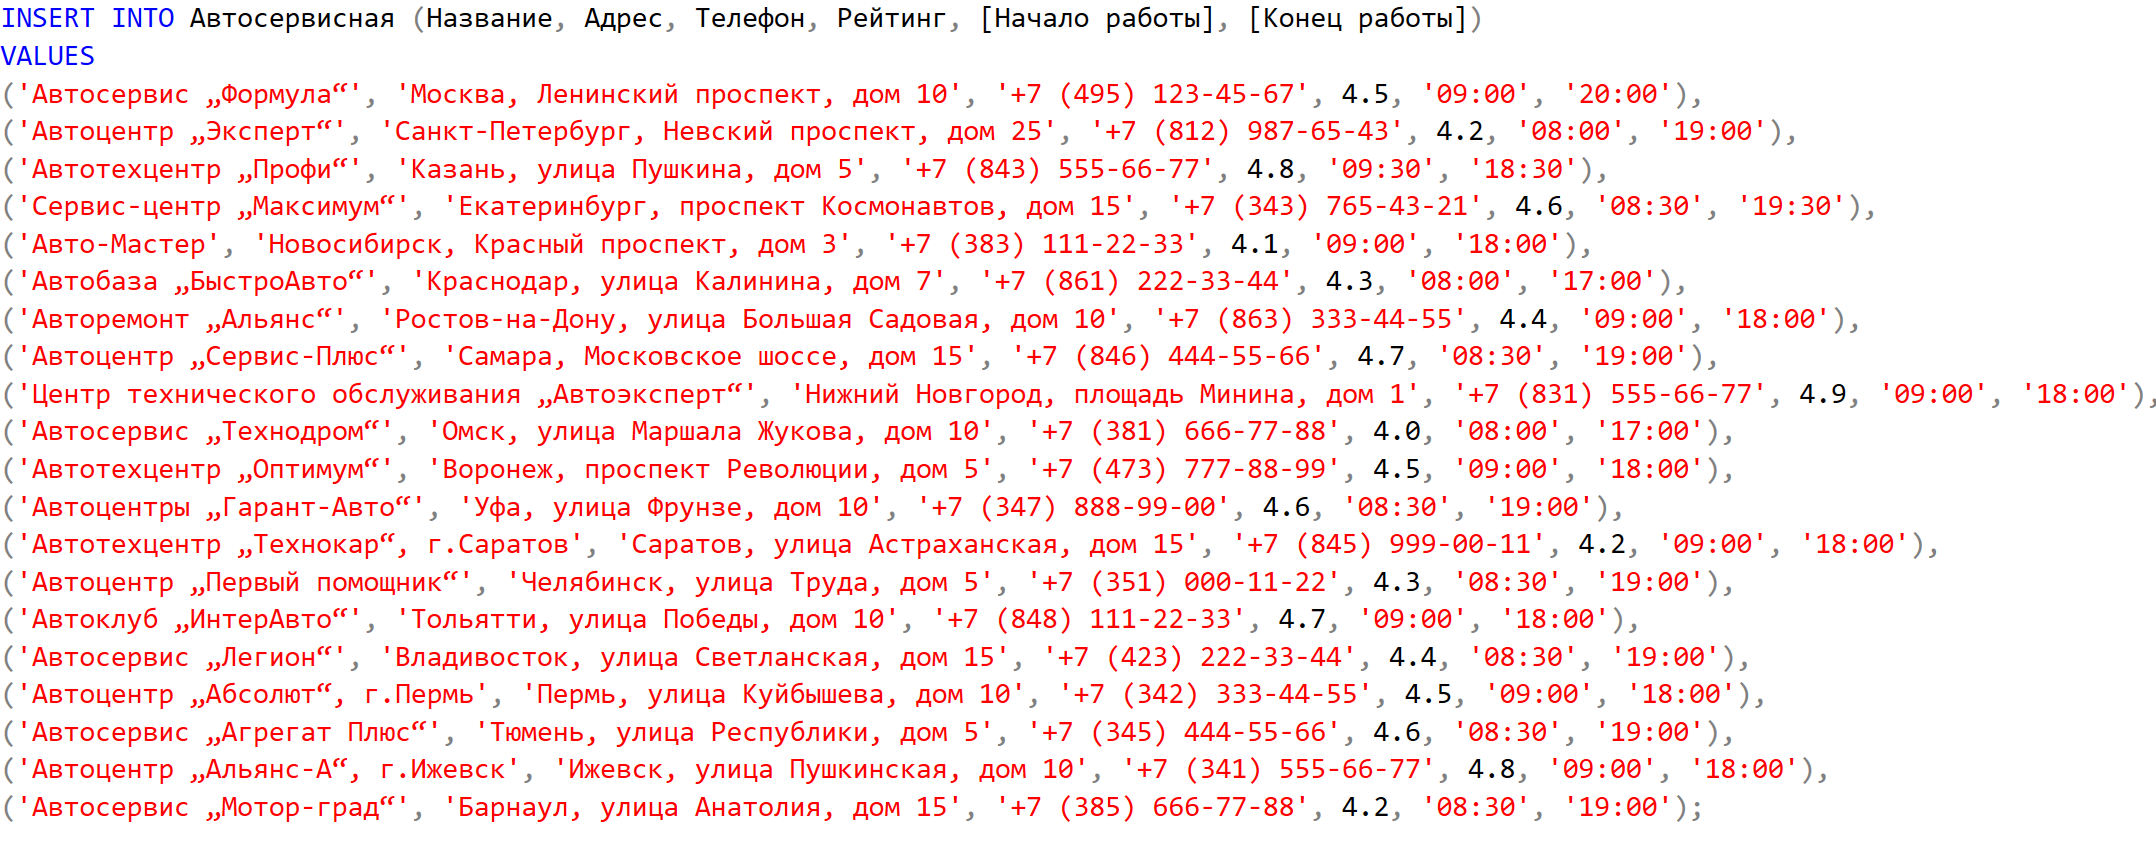 INSERT INTO Автосервисная (Название, Адрес, Телефон, Рейтинг, [Начало работы], [Конец работы])
VALUES
('Автосервис „Формула“', 'Москва, Ленинский проспект, дом 10', '+7 (495) 123-45-67', 4.5, '09:00', '20:00'),
('Автоцентр „Эксперт“', 'Санкт-Петербург, Невский проспект, дом 25', '+7 (812) 987-65-43', 4.2, '08:00', '19:00'),
('Автотехцентр „Профи“', 'Казань, улица Пушкина, дом 5', '+7 (843) 555-66-77', 4.8, '09:30', '18:30'),
('Сервис-центр „Максимум“', 'Екатеринбург, проспект Космонавтов, дом 15', '+7 (343) 765-43-21', 4.6, '08:30', '19:30'),
('Авто-Мастер', 'Новосибирск, Красный проспект, дом 3', '+7 (383) 111-22-33', 4.1, '09:00', '18:00'),
('Автобаза „БыстроАвто“', 'Краснодар, улица Калинина, дом 7', '+7 (861) 222-33-44', 4.3, '08:00', '17:00'),
('Авторемонт „Альянс“', 'Ростов-на-Дону, улица Большая Садовая, дом 10', '+7 (863) 333-44-55', 4.4, '09:00', '18:00'),
('Автоцентр „Сервис-Плюс“', 'Самара, Московское шоссе, дом 15', '+7 (846) 444-55-66', 4.7, '08:30', '19:00'),
('Центр технического обслуживания „Автоэксперт“', 'Нижний Новгород, площадь Минина, дом 1', '+7 (831) 555-66-77', 4.9, '09:00', '18:00'),
('Автосервис „Технодром“', 'Омск, улица Маршала Жукова, дом 10', '+7 (381) 666-77-88', 4.0, '08:00', '17:00'),
('Автотехцентр „Оптимум“', 'Воронеж, проспект Революции, дом 5', '+7 (473) 777-88-99', 4.5, '09:00', '18:00'),
('Автоцентры „Гарант-Авто“', 'Уфа, улица Фрунзе, дом 10', '+7 (347) 888-99-00', 4.6, '08:30', '19:00'),
('Автотехцентр „Технокар“, г.Саратов', 'Саратов, улица Астраханская, дом 15', '+7 (845) 999-00-11', 4.2, '09:00', '18:00'),
('Автоцентр „Первый помощник“', 'Челябинск, улица Труда, дом 5', '+7 (351) 000-11-22', 4.3, '08:30', '19:00'),
('Автоклуб „ИнтерАвто“', 'Тольятти, улица Победы, дом 10', '+7 (848) 111-22-33', 4.7, '09:00', '18:00'),
('Автосервис „Легион“', 'Владивосток, улица Светланская, дом 15', '+7 (423) 222-33-44', 4.4, '08:30', '19:00'),
('Автоцентр „Абсолют“, г.Пермь', 'Пермь, улица Куйбышева, дом 10', '+7 (342) 333-44-55', 4.5, '09:00', '18:00'),
('Автосервис „Агрегат Плюс“', 'Тюмень, улица Республики, дом 5', '+7 (345) 444-55-66', 4.6, '08:30', '19:00'),
('Автоцентр „Альянс-А“, г.Ижевск', 'Ижевск, улица Пушкинская, дом 10', '+7 (341) 555-66-77', 4.8, '09:00', '18:00'),
('Автосервис „Мотор-град“', 'Барнаул, улица Анатолия, дом 15', '+7 (385) 666-77-88', 4.2, '08:30', '19:00');